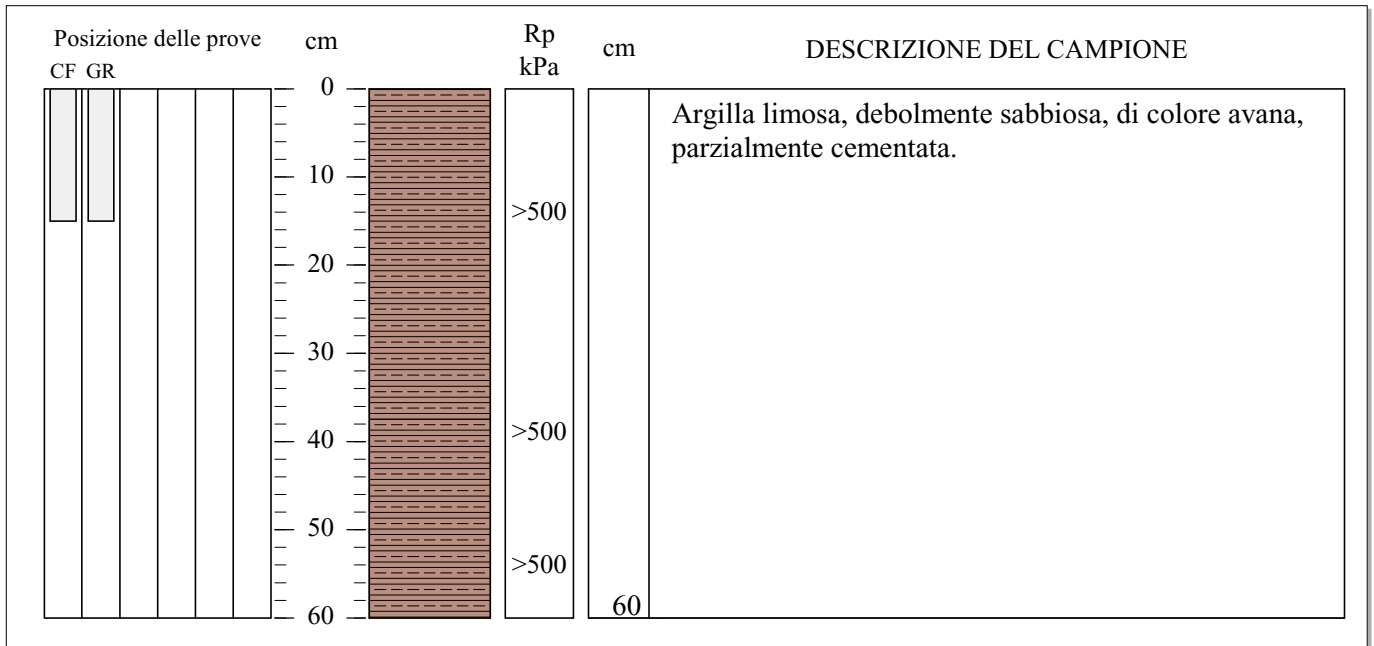 Posizione delle prove cm Rp kPa cm DESCRIZIONE DEL CAMPIONE
CF GR
0
Argilla limosa, debolmente sabbiosa, di colore avana,
parzialmente cementata.
10
>500
20
30
>500
40
50
>500
60
60